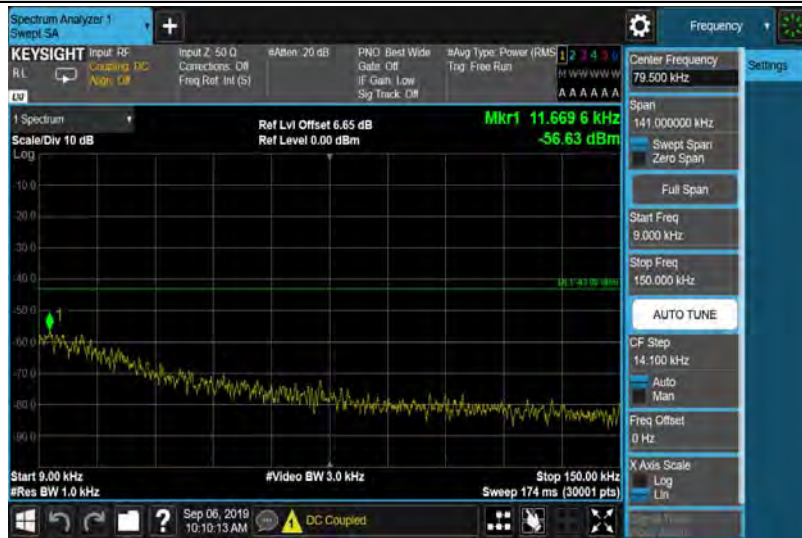 Spectrum Analyzer 1
Swept SA
+
Frequency
KEYSIGHT
Input: RF
Input Z: 50 Ω
#Atten: 20 dB
PNO: Best Wide
#Avg Type: Power (RMS
1 2 3 4 5 6
RL
Coupling: DC
Corrections: Off
Gate: Off
Trig: Free Run
M W W W W W
Align: Off
Freq Ref: Int (S)
IF Gain: Low
Sig Track: Off
A A A A A A
LXI
Center Frequency
79.500 kHz
Settings
Span
141.000000 kHz
Swept Span
Zero Span
Full Span
Start Freq
9.000 kHz
Stop Freq
150.000 kHz
AUTO TUNE
CF Step
14.100 kHz
Auto
Man
Freq Offset
0 Hz
X Axis Scale
Log
Lin
1 Spectrum
Ref Lvl Offset 6.65 dB
Mkr1 11.669 6 kHz
Scale/Div 10 dB
Ref Level 0.00 dBm
-56.63 dBm
Log
-10.0
-20.0
-30.0
-40.0
-50.0
-60.0
-70.0
-80.0
-90.0
1
Start 9.00 kHz
#Video BW 3.0 kHz
Stop 150.00 kHz
#Res BW 1.0 kHz
Sweep 174 ms (30001 pts)
?
Sep 06, 2019
10:10:13 AM
DC Coupled